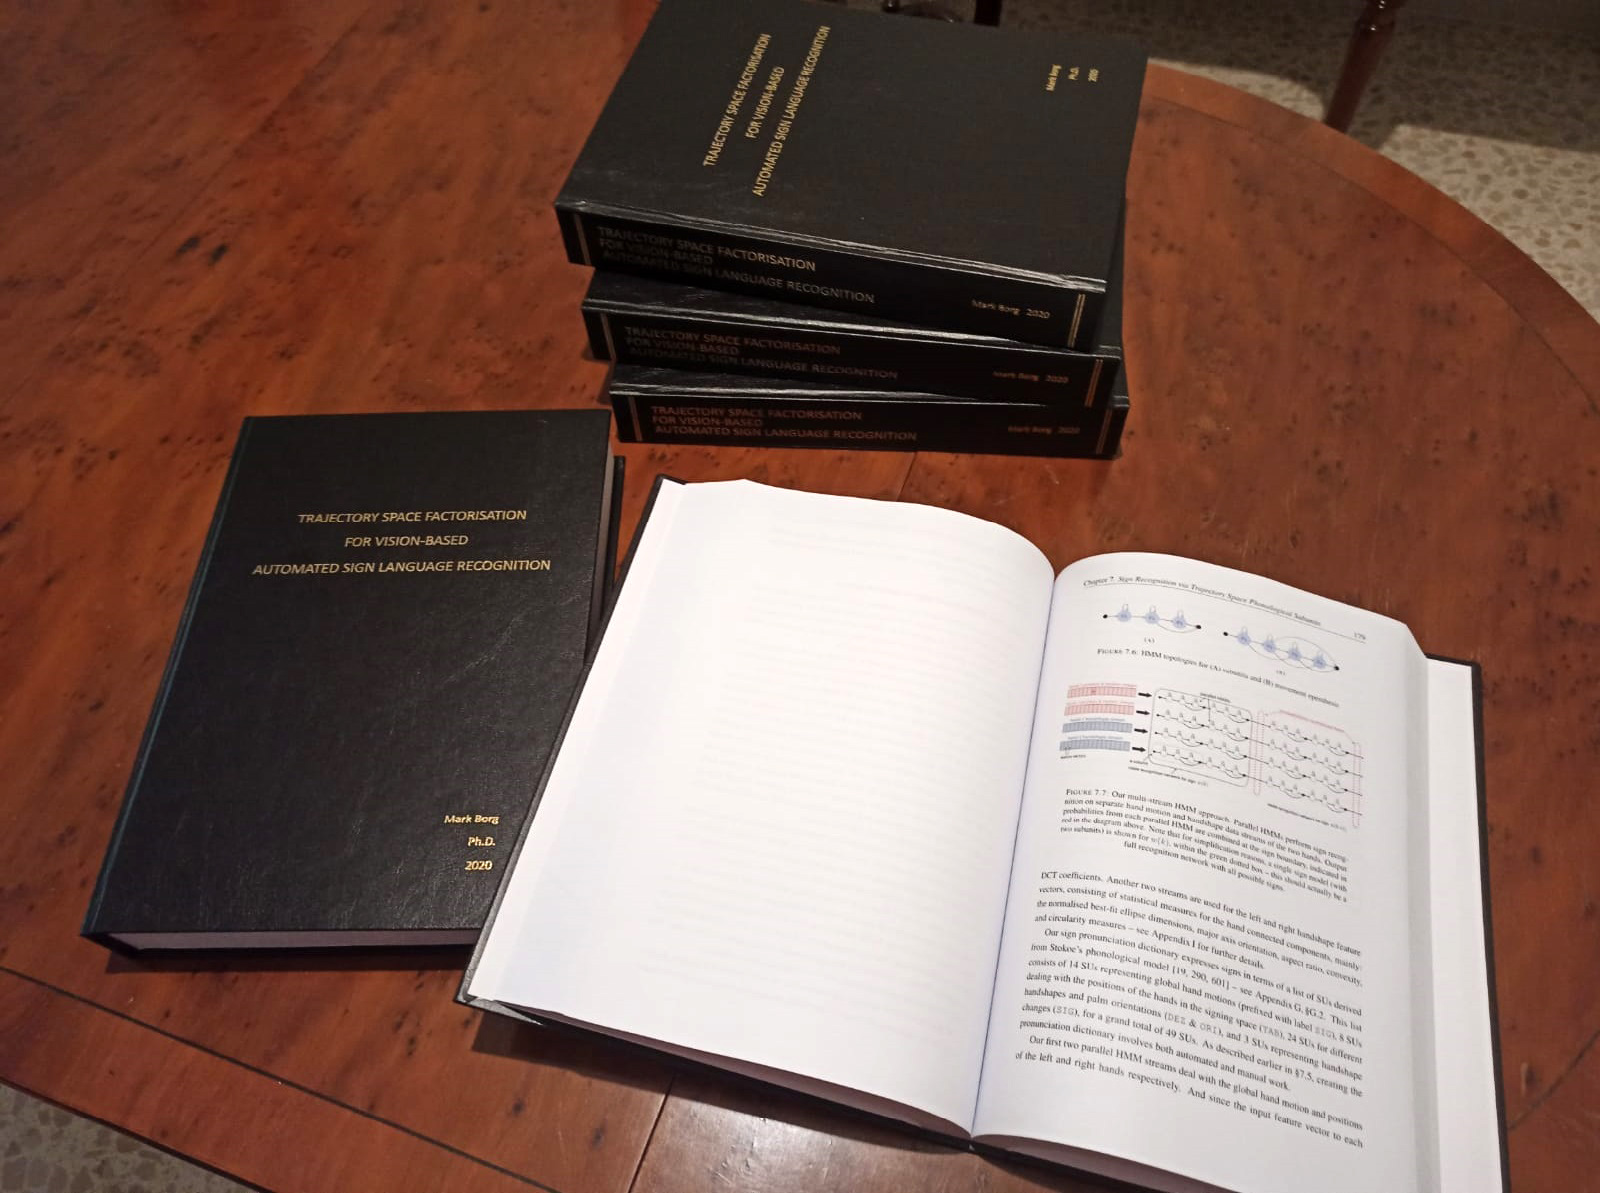 TRAJECTORY SPACE FACTORISATION
FOR VISION-BASED
AUTOMATED SIGN LANGUAGE RECOGNITION
Mark Borg
Ph.D.
2020
TRAJECTORY SPACE FACTORISATION
FOR VISION-BASED
AUTOMATED SIGN LANGUAGE RECOGNITION
Mark Borg 2020
TRAJECTORY SPACE FACTORISATION
FOR VISION-BASED
AUTOMATED SIGN LANGUAGE RECOGNITION
Mark Borg 2020
TRAJECTORY SPACE FACTORISATION
FOR VISION-BASED
AUTOMATED SIGN LANGUAGE RECOGNITION
Mark Borg 2020
TRAJECTORY SPACE FACTORISATION
FOR VISION-BASED
AUTOMATED SIGN LANGUAGE RECOGNITION
Mark Borg
Ph.D.
2020
Chapter 7. Sign Recognition via Trajectory Space Phonological Subunits 179
(A)
FIGURE 7.6: HMM topologies for (A) subunits and (B) movement epenthesis
FIGURE 7.7: Our multi-stream HMM approach. Parallel HMMs perform sign recog-
nition on separate hand motion and handshape data streams of the two hands. Output
probabilities from each parallel HMM are combined at the sign boundary, indicated in
red in the diagram above. Note that for simplification reasons, a single sign model (with
two subunits) is shown for w(k), within the green dotted box – this should actually be a
full recognition network with all possible signs.
DCT coefficients. Another two streams are used for the left and right handshape feature
vectors, consisting of statistical measures for the hand connected components, mainly:
the normalised best-fit ellipse dimensions, major axis orientation, aspect ratio, convexity,
and circularity measures – see Appendix I for further details.
Our sign pronunciation dictionary expresses signs in terms of a list of SUs derived
from Stokoe's phonological model [19, 290, 601] – see Appendix G, §G.2. This list
consists of 14 SUs representing global hand motions (prefixed with label SIG), 8 SUs
dealing with the positions of the hands in the signing space (TAB), 24 SUs for different
handshapes and palm orientations (DEZ & ORI), and 3 SUs representing handshape
changes (SIG), for a grand total of 49 SUs. As described earlier in §7.5, creating the
pronunciation dictionary involves both automated and manual work.
Our first two parallel HMM streams deal with the global hand motion and positions
of the left and right hands respectively. And since the input feature vector to each